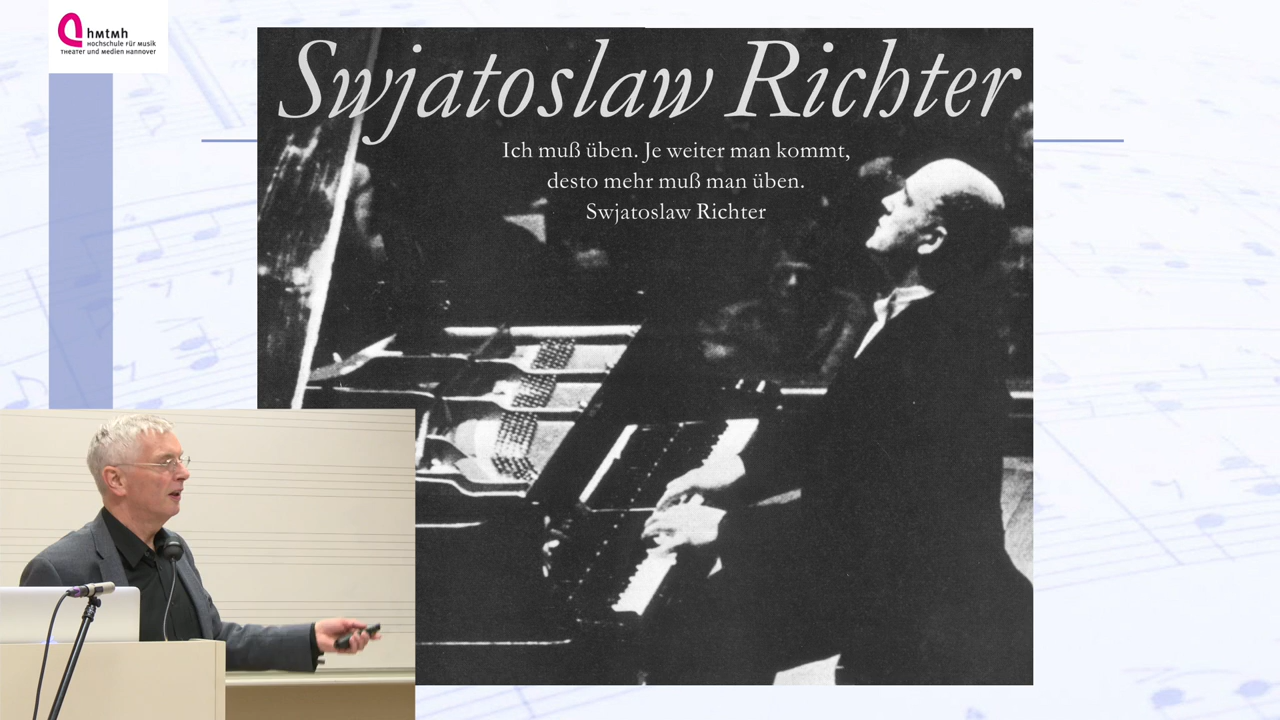 hmtmh
Hochschule für Musik
Theater und Medien Hannover
Swjatoslaw Richter
Ich muß üben. Je weiter man kommt,
desto mehr muß man üben.
Swjatoslaw Richter